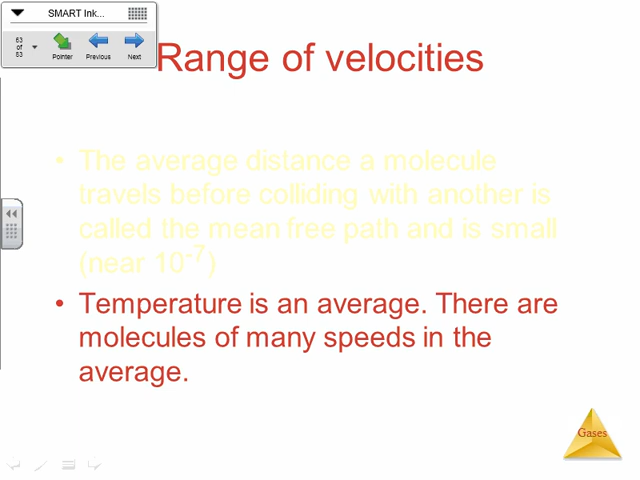 SMART Ink...
63
of
83
Pointer
Previous
Next
Range of velocities
• The average distance a molecule
travels before colliding with another is
called the mean free path and is small
(near 10-7)
• Temperature is an average. There are
molecules of many speeds in the
average.
Gases